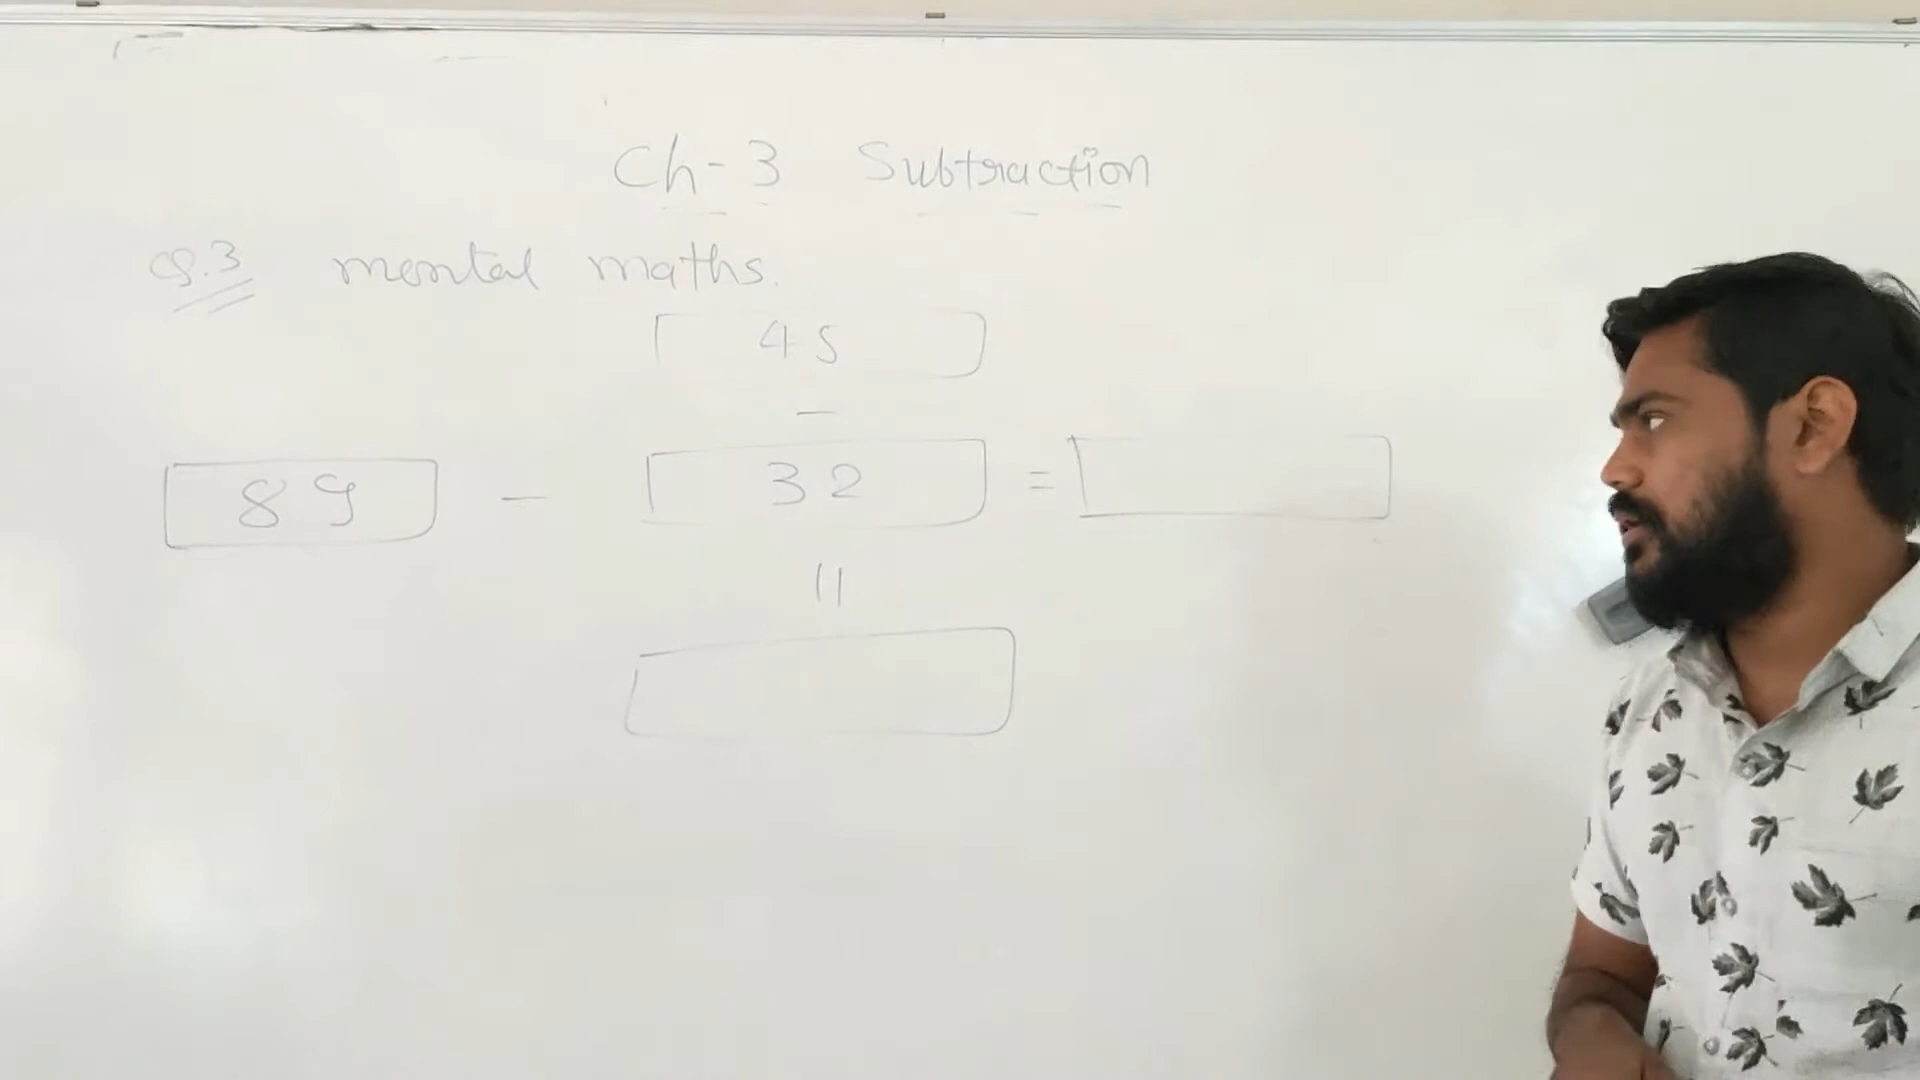 Ch-3 Subtraction
Q.3 mental maths.
45
-
89 - 32 =
=